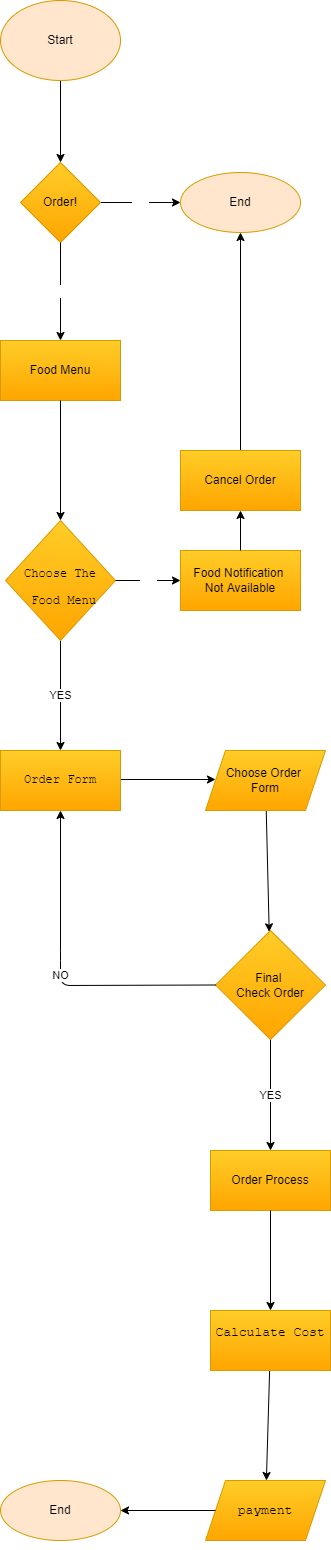 Start
Order!
End
Food Menu
Cancel Order
Choose The
Food Menu
Food Notification
Not Available
YES
Order Form
Choose Order
Form
NO
Final
Check Order
YES
Order Process
Calculate Cost
End
payment